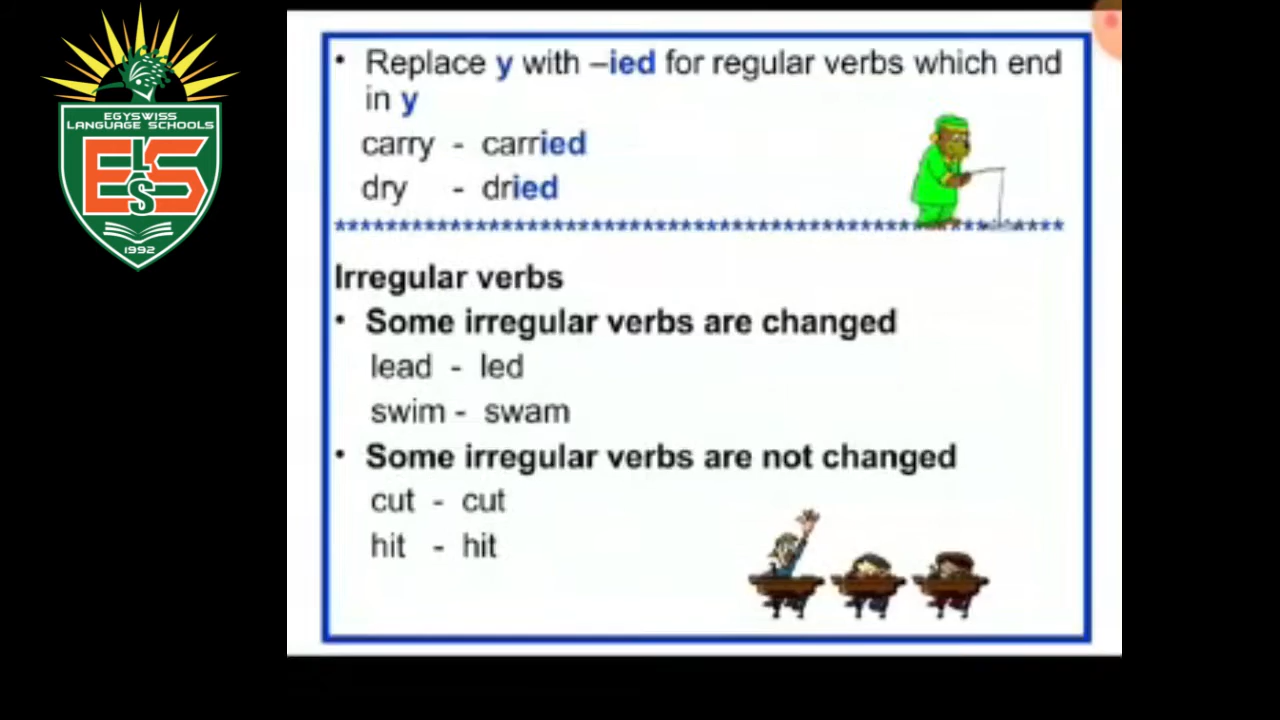 EGYSWISS
LANGUAGE SCHOOLS
ELSS
1992
• Replace y with –ied for regular verbs which end
in y
carry - carried
dry - dried
*********************************************************
Irregular verbs
• Some irregular verbs are changed
lead - led
swim - swam
• Some irregular verbs are not changed
cut - cut
hit - hit